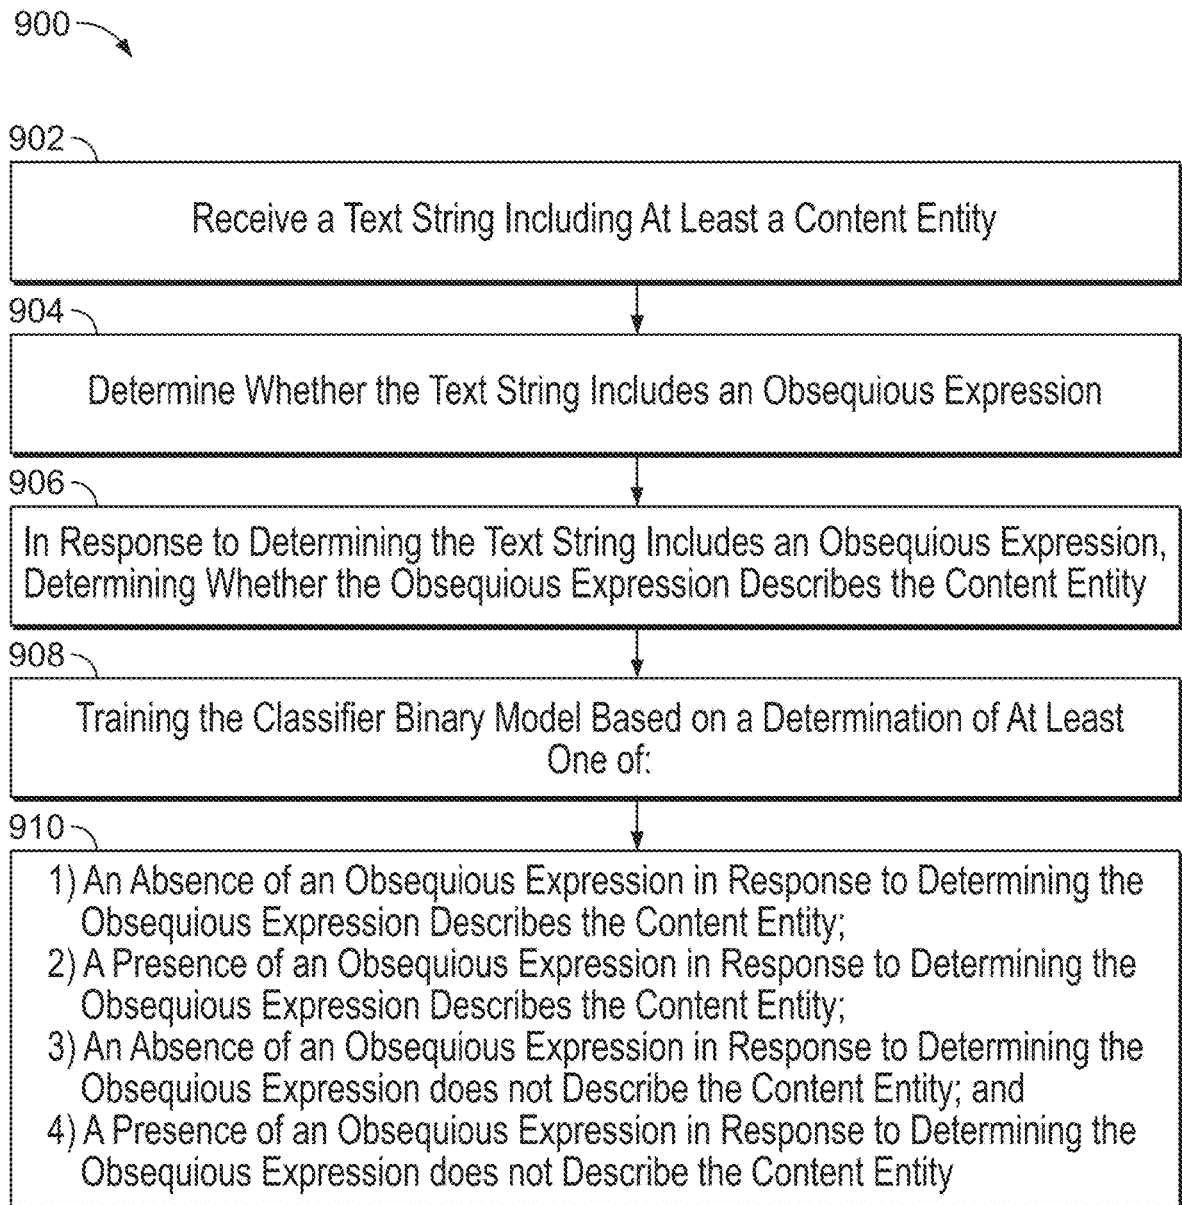 900
902
Receive a Text String Including At Least a Content Entity
904
Determine Whether the Text String Includes an Obsequious Expression
906
In Response to Determining the Text String Includes an Obsequious Expression,
Determining Whether the Obsequious Expression Describes the Content Entity
908
Training the Classifier Binary Model Based on a Determination of At Least
One of:
910
1) An Absence of an Obsequious Expression in Response to Determining the
Obsequious Expression Describes the Content Entity;
2) A Presence of an Obsequious Expression in Response to Determining the
Obsequious Expression Describes the Content Entity;
3) An Absence of an Obsequious Expression in Response to Determining the
Obsequious Expression does not Describe the Content Entity; and
4) A Presence of an Obsequious Expression in Response to Determining the
Obsequious Expression does not Describe the Content Entity